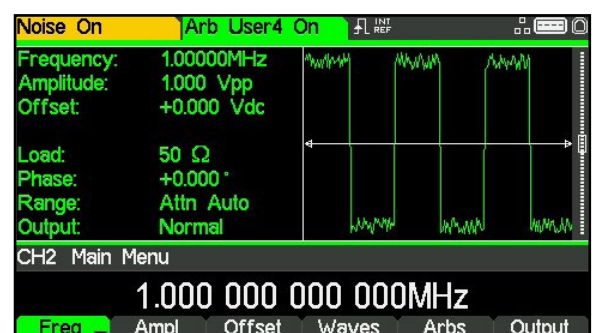 Noise On Arb User4 On INT REF
Frequency: 1.00000MHz
Amplitude: 1.000 Vpp
Offset: +0.000 Vdc
Load: 50 Ω
Phase: +0.000 °
Range: Attn Auto
Output: Normal
CH2 Main Menu
1.000 000 000 000MHz
Freq Ampl Offset Waves Arbs Output